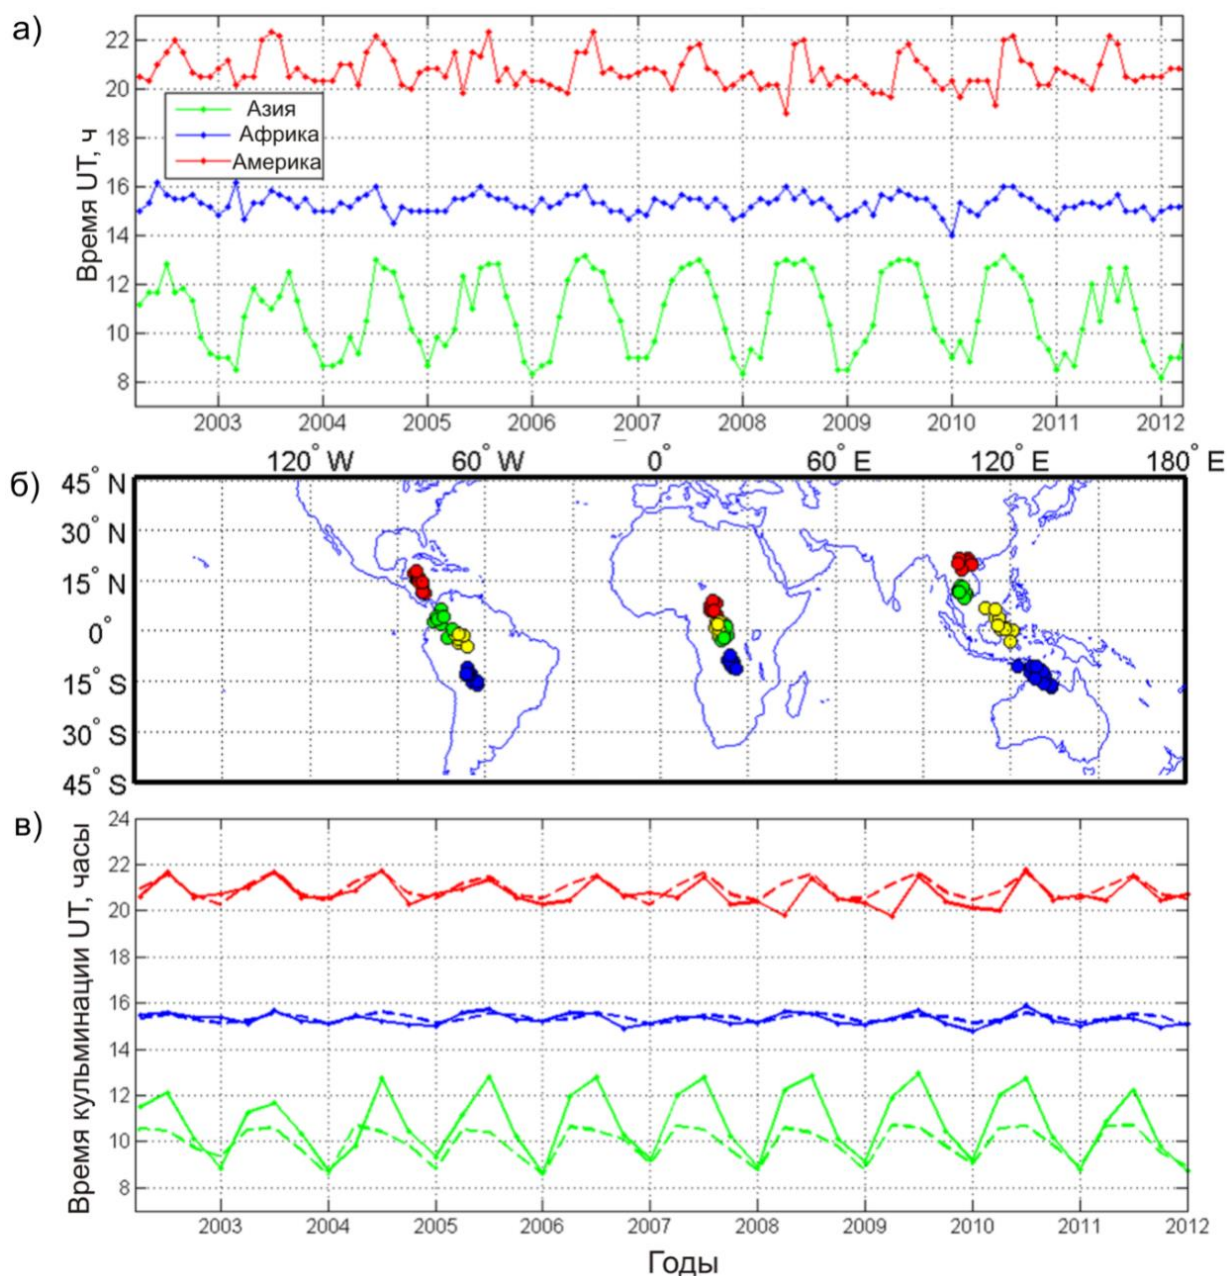 а)
Время UT, ч
22
20
18
16
14
12
10
8
Азия
Африка
Америка
2003 2004 2005 2006 2007 2008 2009 2010 2011 2012
б)
120° W 60° W 0° 60° E 120° E 180° E
45° N
30° N
15° N
0°
15° S
30° S
45° S
в)
Время кульминации UT, часы
24
22
20
18
16
14
12
10
8
2003 2004 2005 2006 2007 2008 2009 2010 2011 2012
Годы